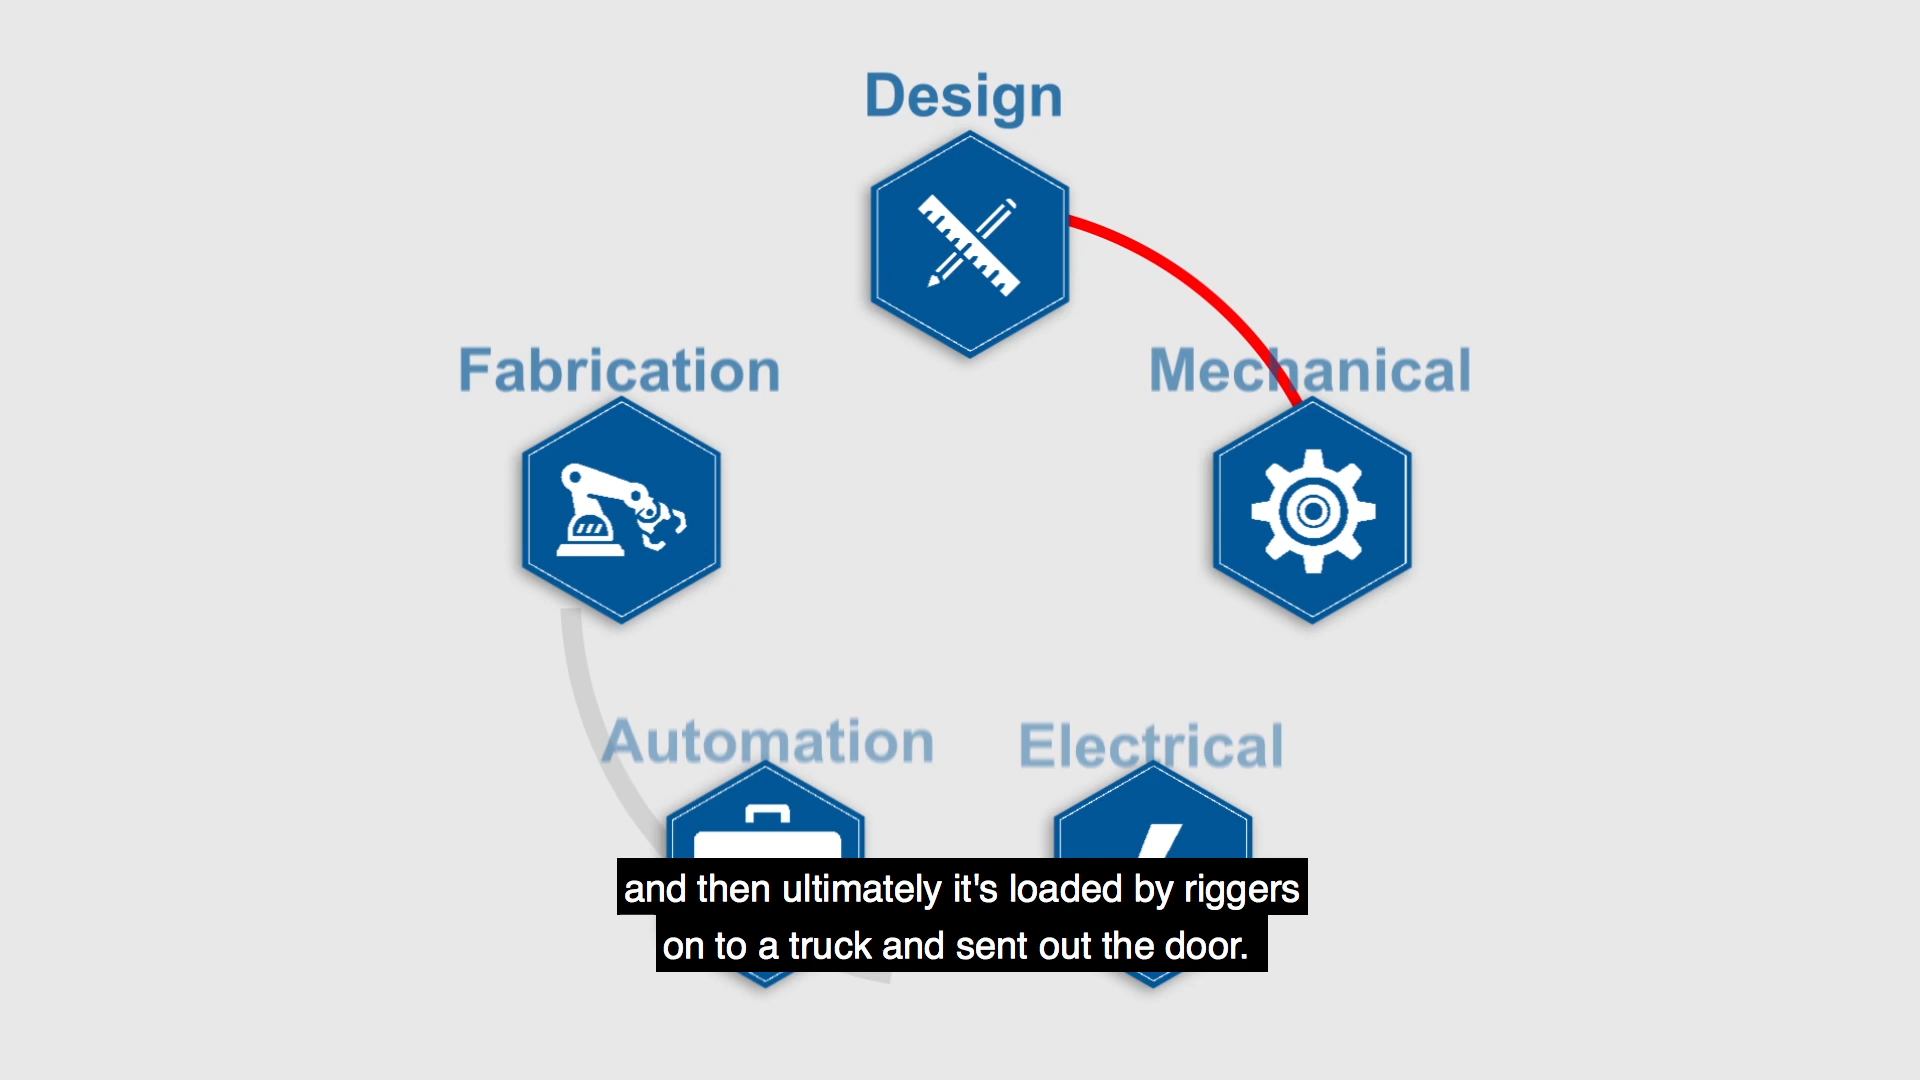 Design
Fabrication
Mechanical
Automation
Electrical
and then ultimately it's loaded by riggers
on to a truck and sent out the door.